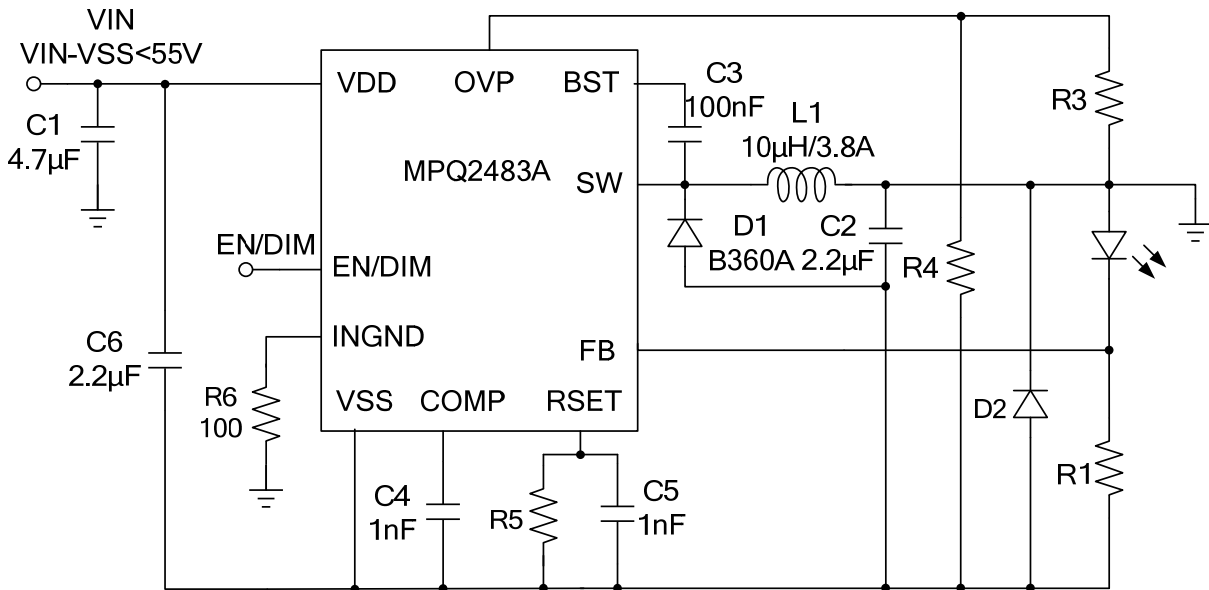 VIN
VIN-VSS<55V
VDD
OVP
BST
C3
100nF
R3
C1
4.7µF
L1
10µH/3.8A
MPQ2483A
SW
EN/DIM
EN/DIM
D1
B360A
C2
2.2µF
R4
INGND
FB
C6
2.2µF
R6
100
VSS
COMP
RSET
D2
R1
C4
1nF
R5
C5
1nF